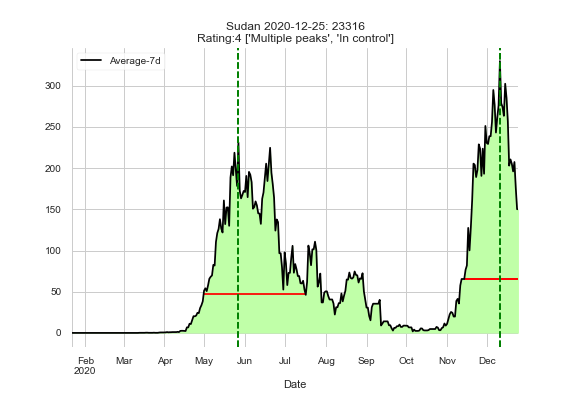 Sudan 2020-12-25: 23316
Rating:4 ['Multiple peaks', 'In control']
Average-7d
300
250
200
150
100
50
0
Feb Mar Apr May Jun Jul Aug Sep Oct Nov Dec
2020
Date